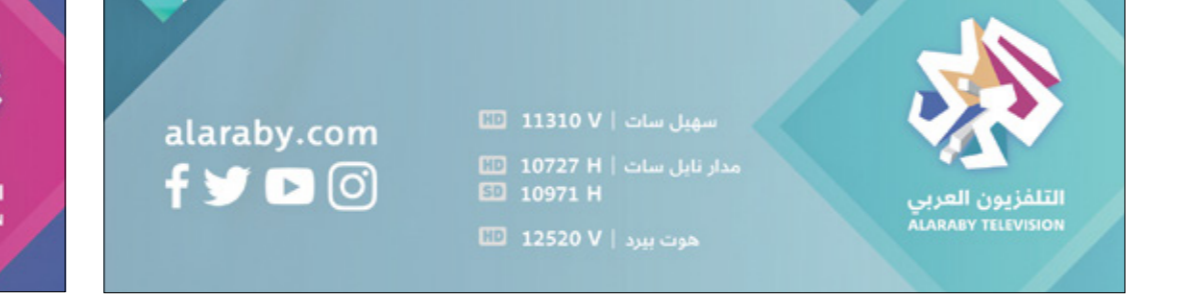 alaraby.com
سهيل سات | 11310 V HD
مدار نايل سات | 10727 H HD
10971 H SD
هوت بيرد | 12520 V HD
التلفزيون العربي
ALARABY TELEVISION